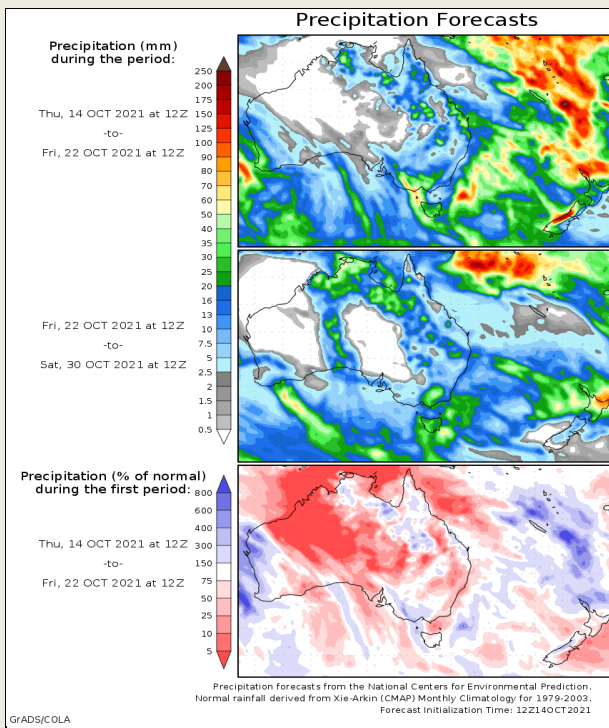 Precipitation Forecasts
Precipitation (mm)
during the period:
Thu, 14 OCT 2021 at 12Z
-to-
Fri, 22 OCT 2021 at 12Z
250
200
175
150
125
100
90
80
70
60
50
40
35
30
25
20
16
13
10
7.5
5
2.5
2
1.5
1
0.5
Fri, 22 OCT 2021 at 12Z
-to-
Sat, 30 OCT 2021 at 12Z
Precipitation (% of normal)
during the first period:
Thu, 14 OCT 2021 at 12Z
-to-
Fri, 22 OCT 2021 at 12Z
800
600
400
300
150
75
50
25
10
5
Precipitation forecasts from the National Centers for Environmental Prediction.
Normal rainfall derived from Xie-Arkin (CMAP) Monthly Climatology for 1979-2003.
Forecast Initialization Time: 12Z14OCT2021
GrADS/COLA